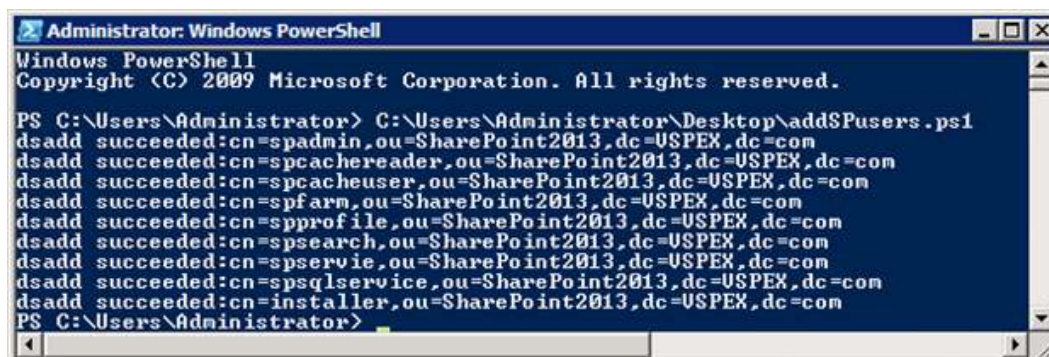 Administrator: Windows PowerShell
Windows PowerShell
Copyright (C) 2009 Microsoft Corporation. All rights reserved.
PS C:\Users\Administrator> C:\Users\Administrator\Desktop\addSPusers.ps1
dsadd succeeded:cn=spadmin,ou=SharePoint2013,dc=VSPEX,dc=com
dsadd succeeded:cn=spcachereader,ou=SharePoint2013,dc=VSPEX,dc=com
dsadd succeeded:cn=spcacheuser,ou=SharePoint2013,dc=VSPEX,dc=com
dsadd succeeded:cn=spfarm,ou=SharePoint2013,dc=VSPEX,dc=com
dsadd succeeded:cn=spprofile,ou=SharePoint2013,dc=VSPEX,dc=com
dsadd succeeded:cn=spsearch,ou=SharePoint2013,dc=VSPEX,dc=com
dsadd succeeded:cn=spservie,ou=SharePoint2013,dc=VSPEX,dc=com
dsadd succeeded:cn=spsqlservice,ou=SharePoint2013,dc=VSPEX,dc=com
dsadd succeeded:cn=installer,ou=SharePoint2013,dc=VSPEX,dc=com
PS C:\Users\Administrator> _